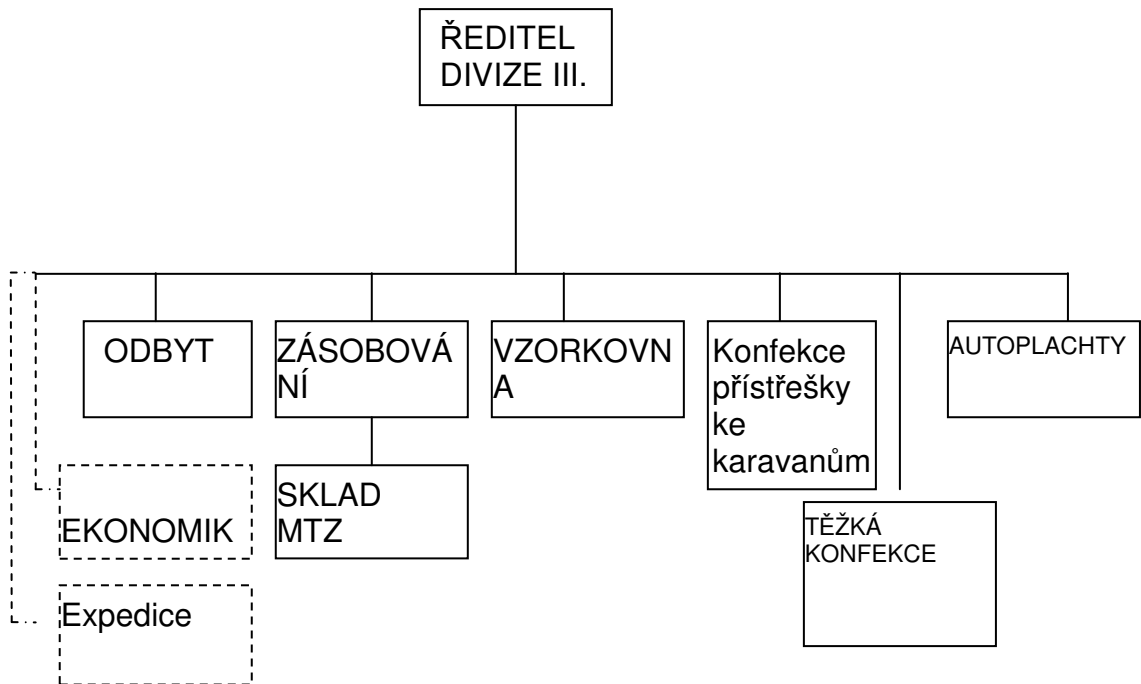 ŘEDITEL
DIVIZE III.
ODBYT
ZÁSOBOVÁ
NÍ
VZORKOVN
A
Konfekce
přístřešky
ke
karavanům
AUTOPLACHTY
EKONOMIK
SKLAD
MTZ
TĚŽKÁ
KONFEKCE
Expedice